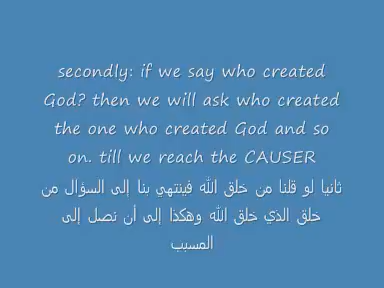 secondly: if we say who created
God? then we will ask who created
the one who created God and so
on. till we reach the CAUSER
ثانيا لو قلنا من خلق الله فينتهي بنا إلى السؤال من
خلق الذي خلق الله وهكذا إلى أن نصل إلى
المسبب